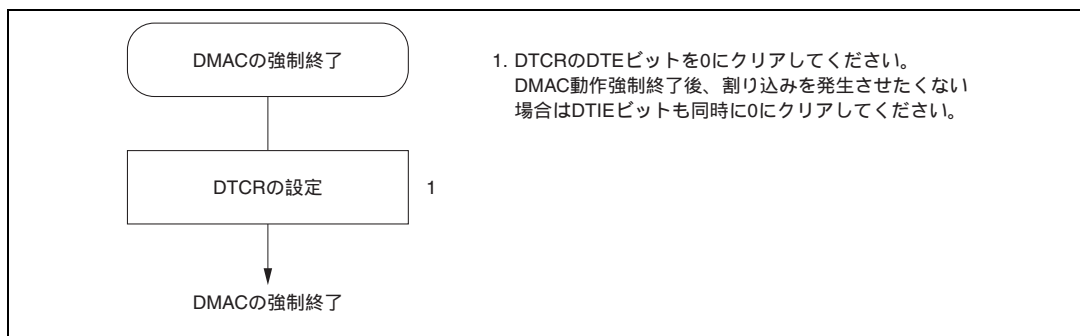 DMACの強制終了
1. DTCRのDTEビットを0にクリアしてください。
DMAC動作強制終了後、割り込みを発生させたくない
場合はDTIEビットも同時に0にクリアしてください。
DTCRの設定
1
DMACの強制終了